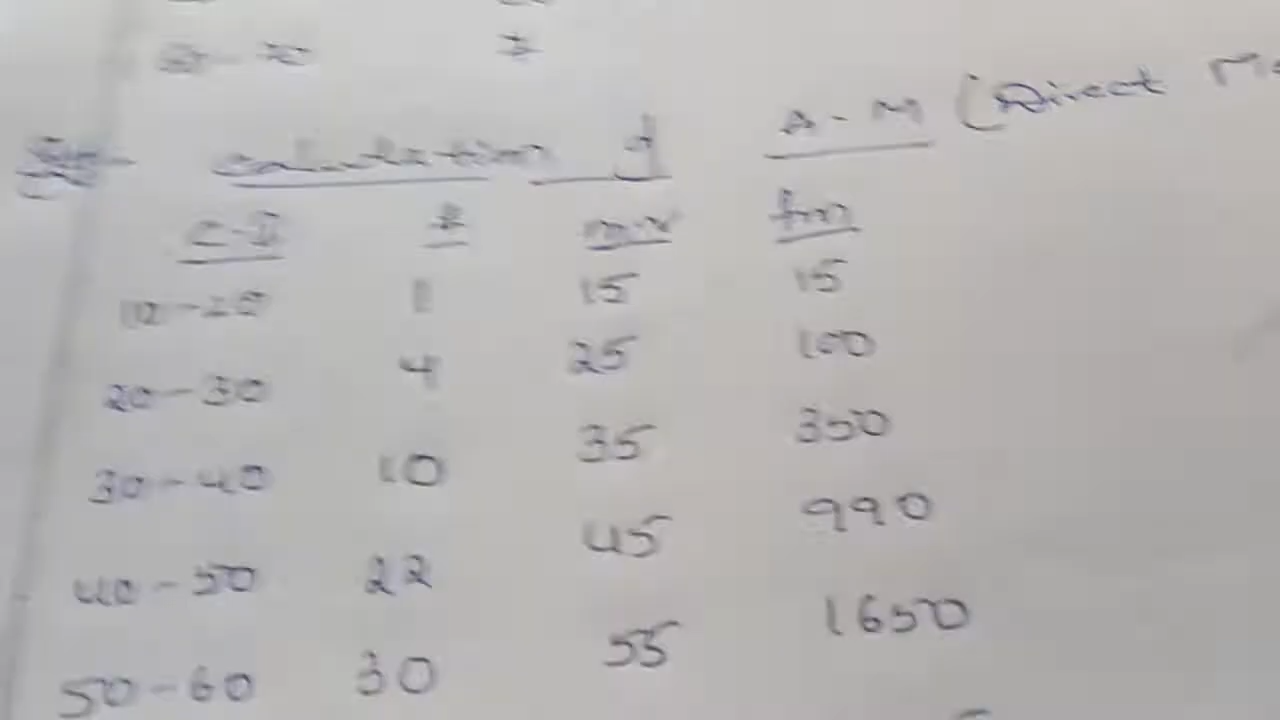 Calculation of A.M (Direct
C.I f m.v fm
10-20 1 15 15
20-30 4 25 100
30-40 10 35 350
40-50 22 45 990
50-60 30 55 1650